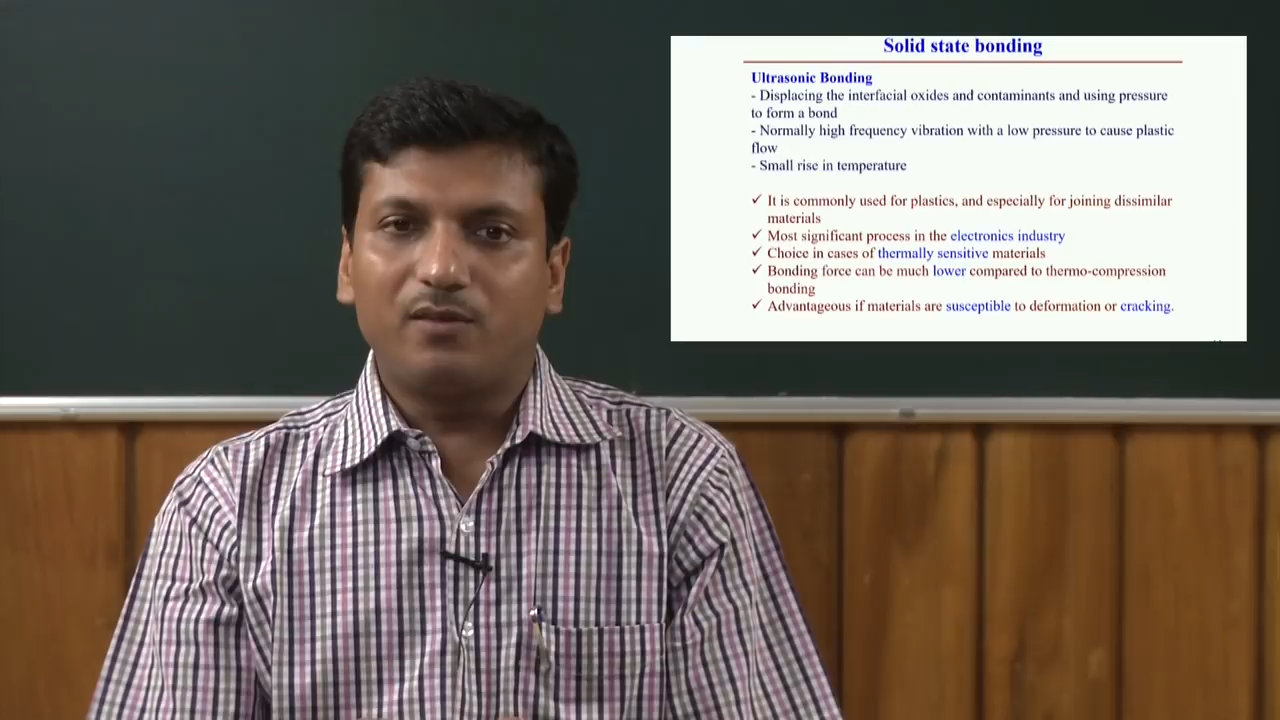 Solid state bonding
Ultrasonic Bonding
- Displacing the interfacial oxides and contaminants and using pressure
to form a bond
- Normally high frequency vibration with a low pressure to cause plastic
flow
- Small rise in temperature
✓ It is commonly used for plastics, and especially for joining dissimilar
materials
✓ Most significant process in the electronics industry
✓ Choice in cases of thermally sensitive materials
✓ Bonding force can be much lower compared to thermo-compression
bonding
✓ Advantageous if materials are susceptible to deformation or cracking.